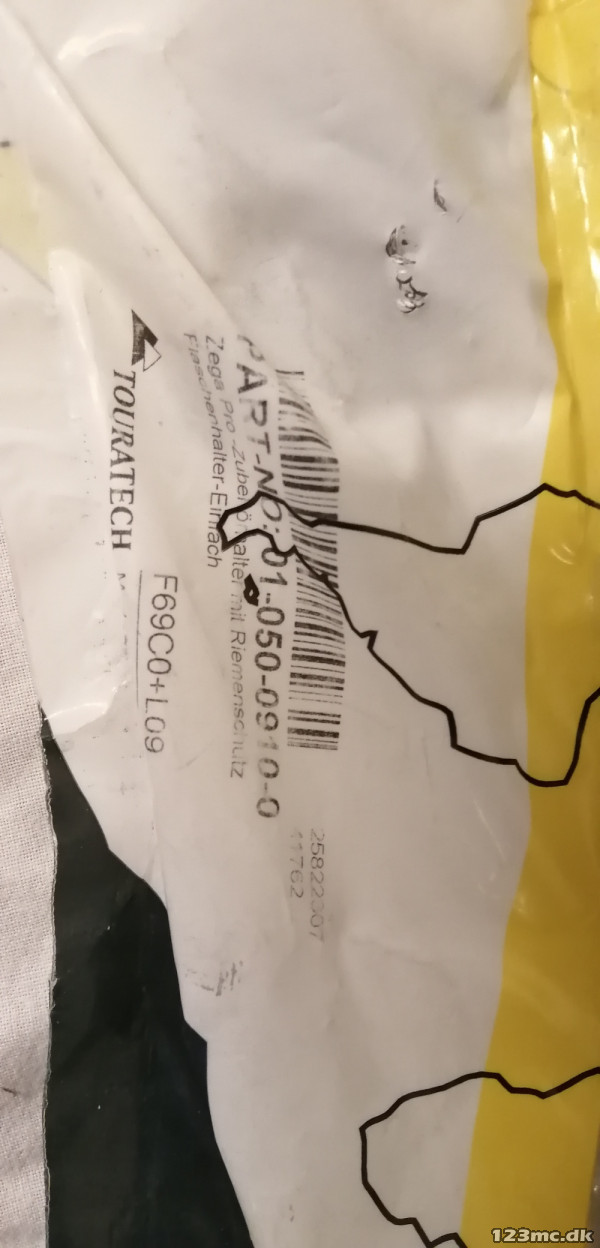 25822307
11762
PART-NO: 01-050-0910-0
Zega Pro -Zubehörhalter mit Riemenschutz
Flaschenhalter-Einfach
F69C0+L09
TOURATECH
123mc.dk